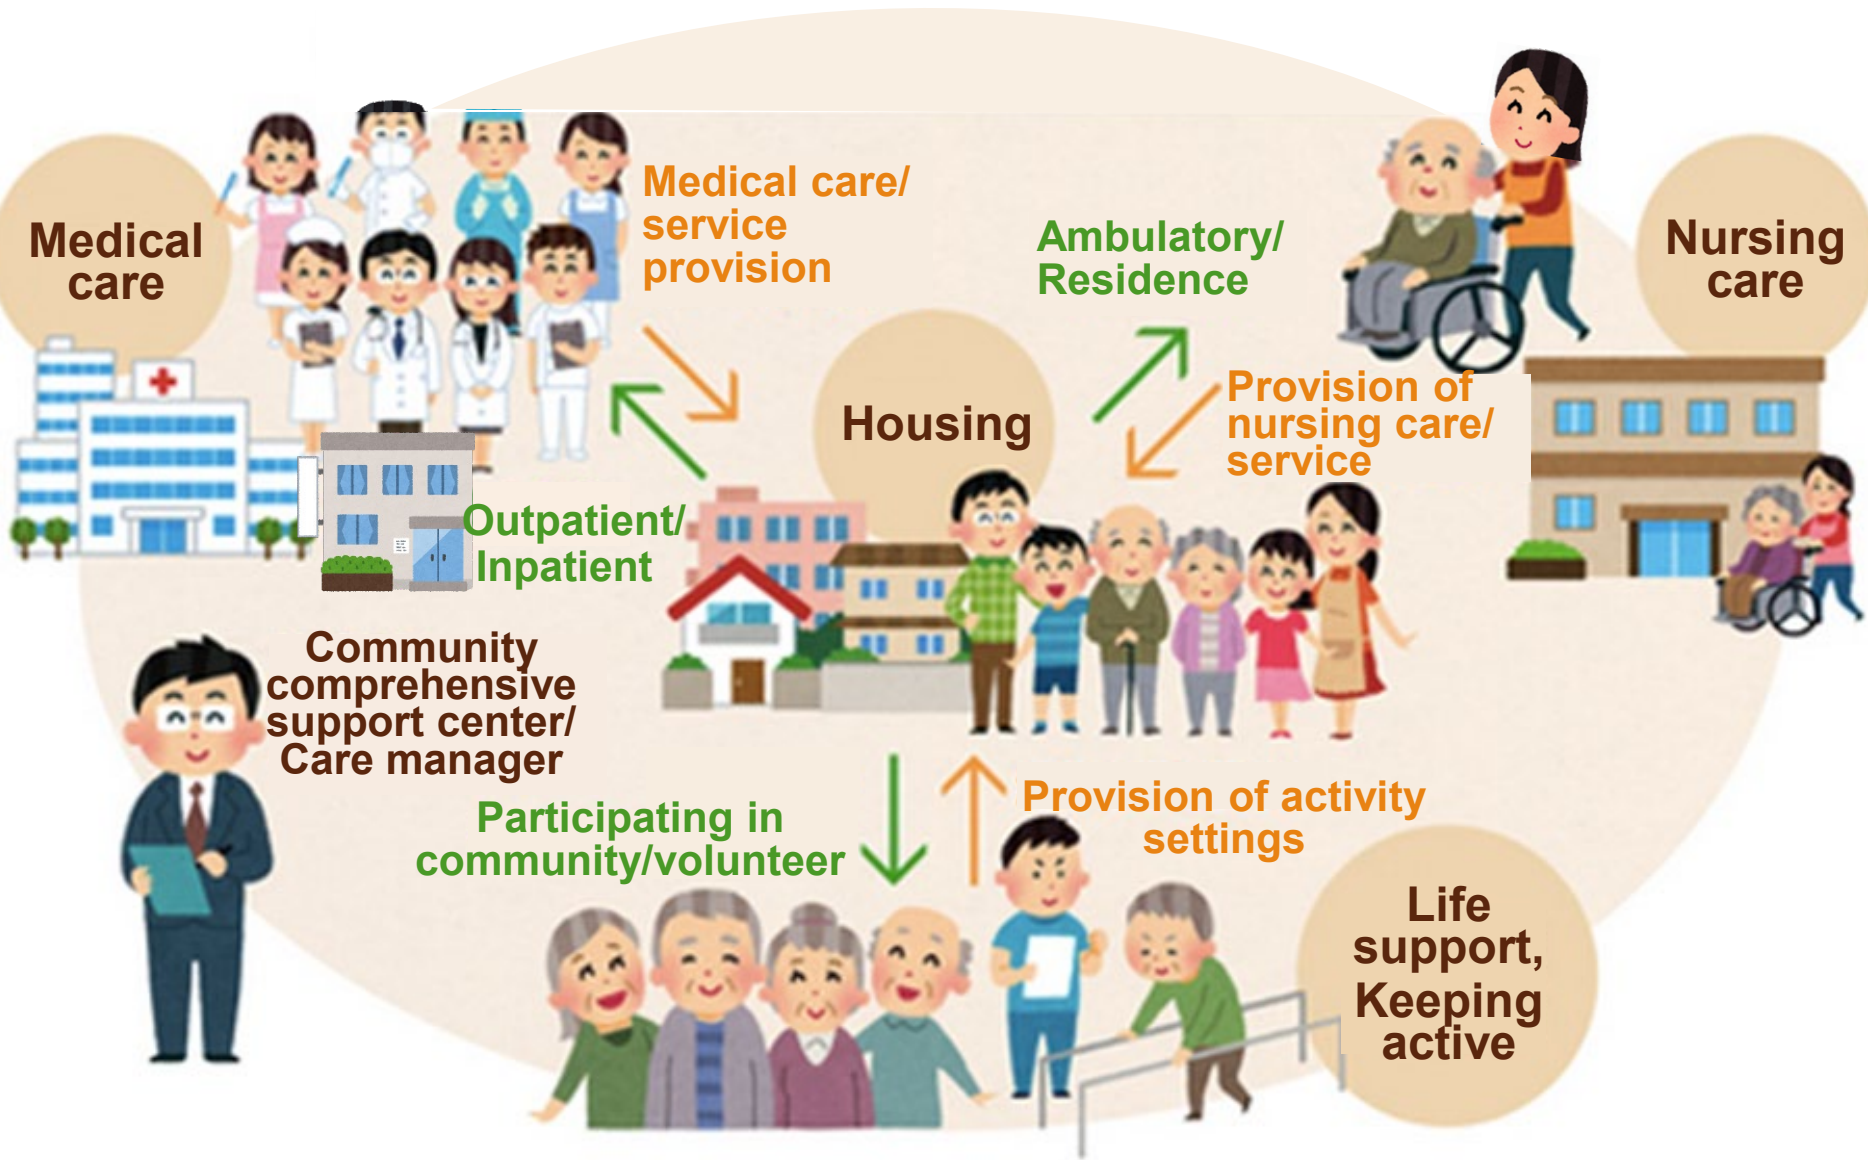 Medical
care
Medical care/
service
provision
Ambulatory/
Residence
Nursing
care
Housing
Provision of
nursing care/
service
Outpatient/
Inpatient
Community
comprehensive
support center/
Care manager
Participating in
community/volunteer
Provision of activity
settings
Life
support,
Keeping
active